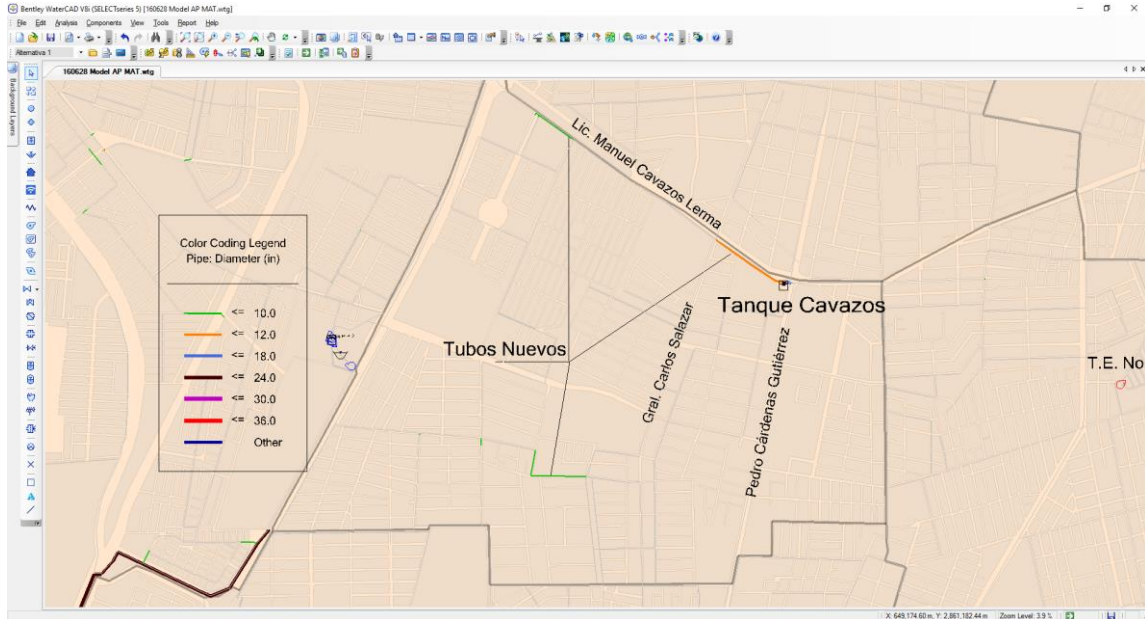 Bentley WaterCAD V8i (SELECTseries 5) [160628 Model AP MAT.wtg]
File Edit Analysis Components View Tools Report Help
Alternativa 1
160628 Model AP MAT.wtg
Background Layers
Lic. Manuel Cavazos Lerma
Color Coding Legend
Pipe: Diameter (in)
<= 10.0
<= 12.0
<= 18.0
<= 24.0
<= 30.0
<= 36.0
Other
Tanque Cavazos
Tubos Nuevos
Gral. Carlos Salazar
Pedro Cárdenas Gutiérrez
T.E. No
X: 649,174.60 m, Y: 2,861,182.44 m Zoom Level: 3.9 %